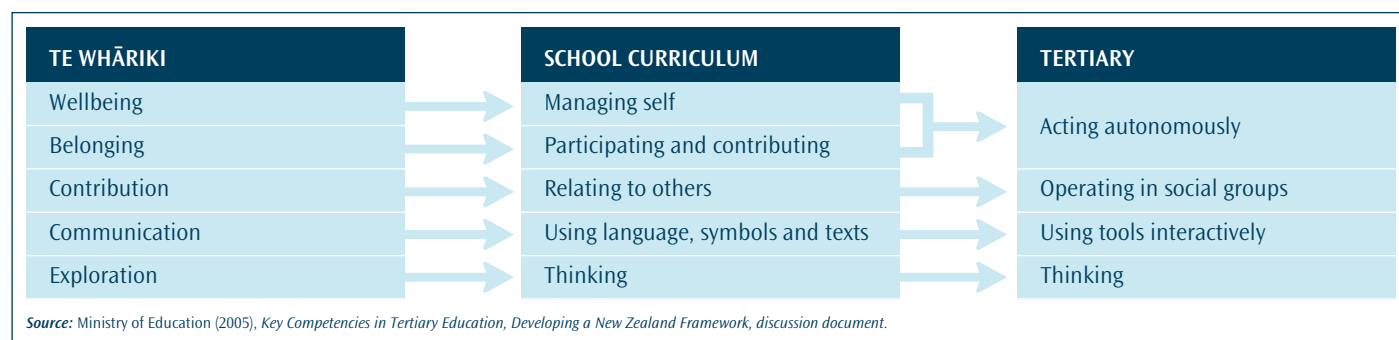 TE WHĀRIKI
Wellbeing
Belonging
Contribution
Communication
Exploration
SCHOOL CURRICULUM
Managing self
Participating and contributing
Relating to others
Using language, symbols and texts
Thinking
TERTIARY
Acting autonomously
Operating in social groups
Using tools interactively
Thinking
Source: Ministry of Education (2005), Key Competencies in Tertiary Education, Developing a New Zealand Framework, discussion document.